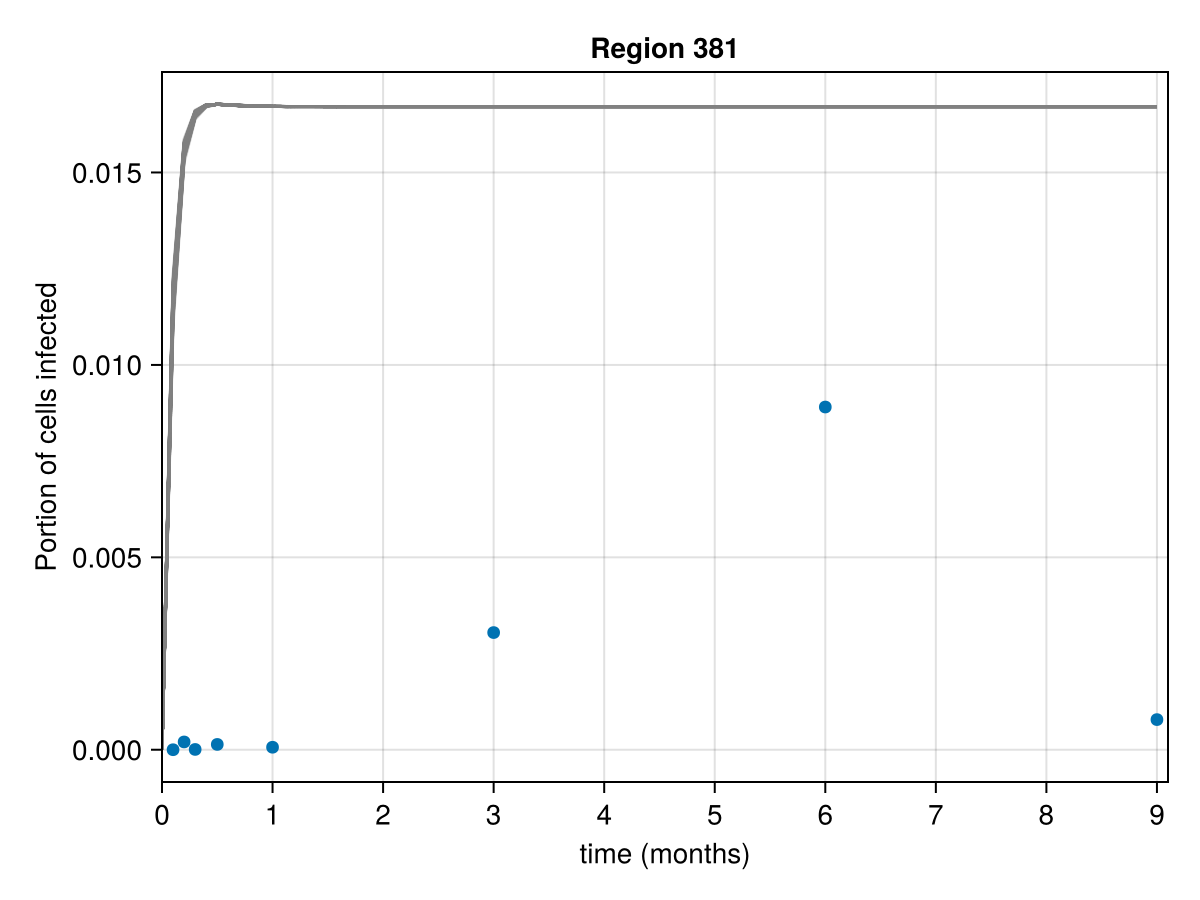 Region 381
Portion of cells infected
0.015
0.010
0.005
0.000
0 1 2 3 4 5 6 7 8 9
time (months)